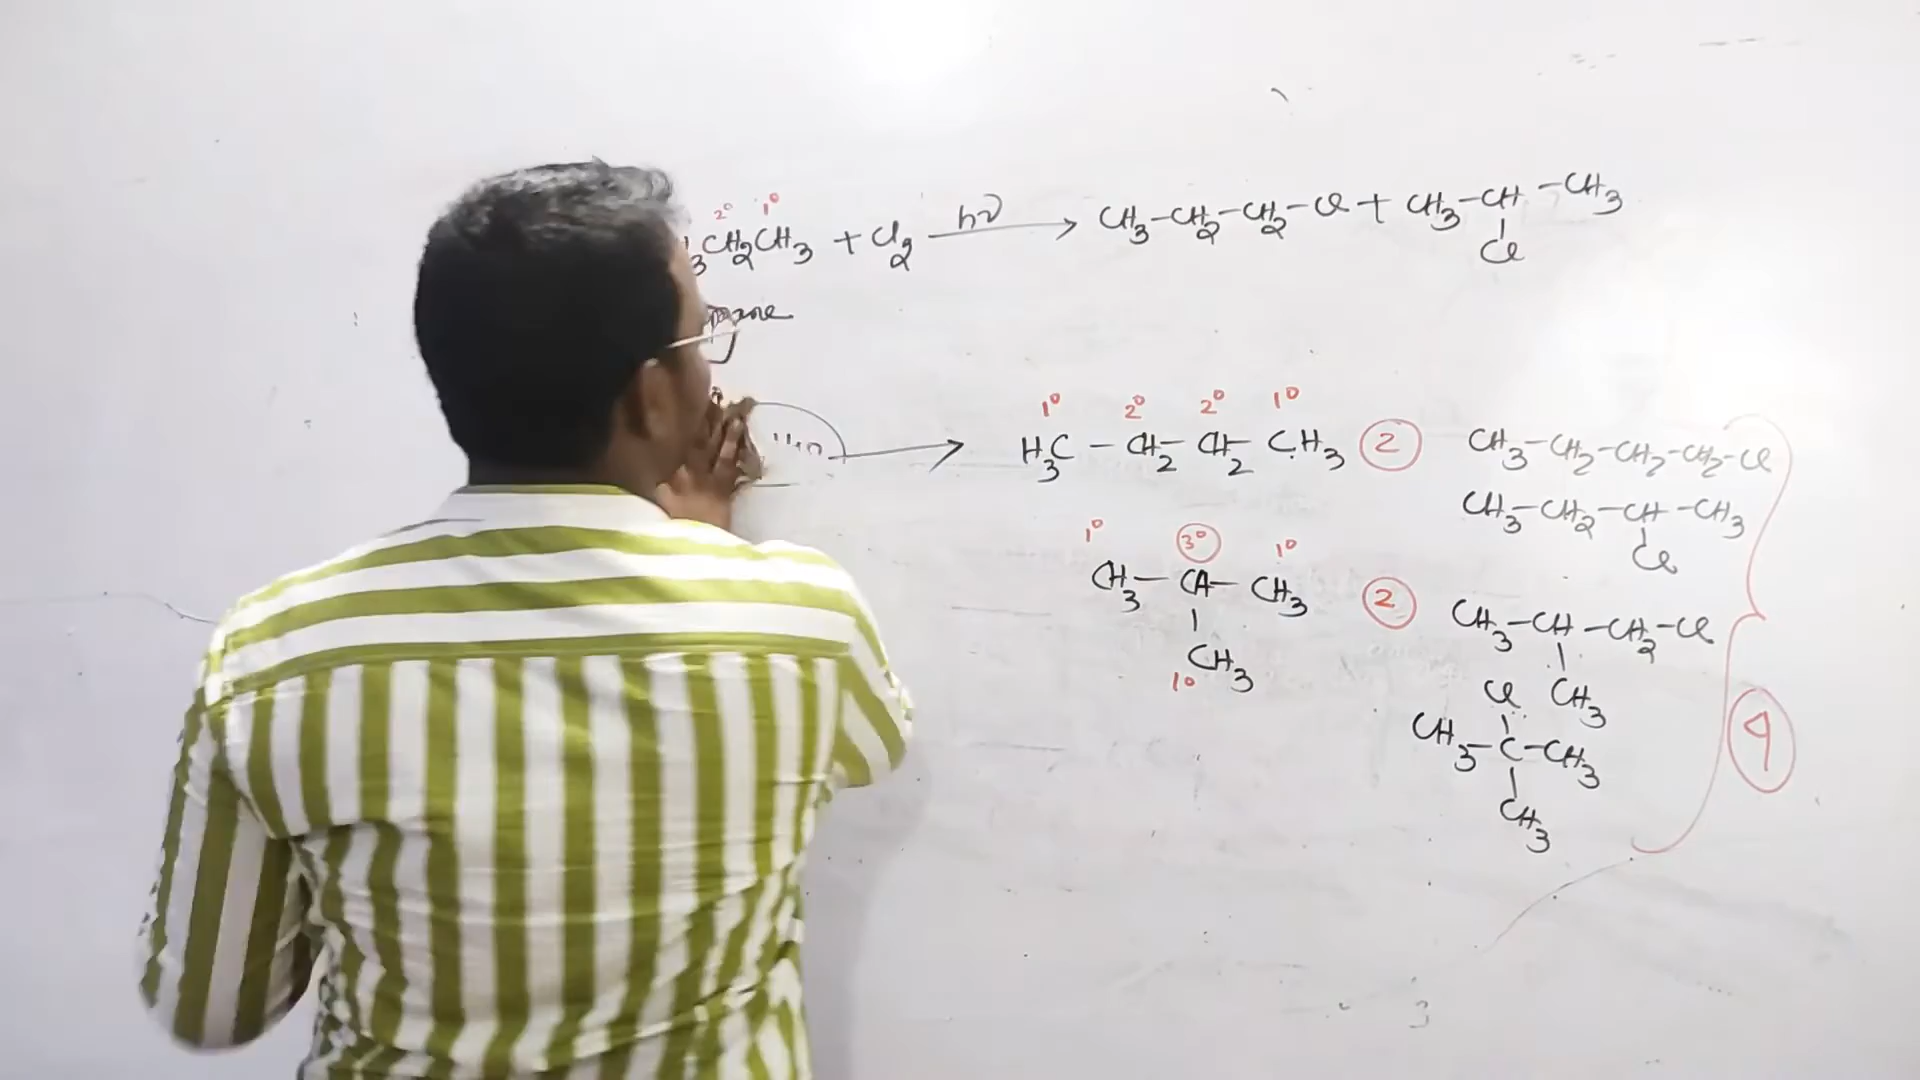 2° 1°
3CH2CH3 + Cl2 hν → CH3-CH2-CH2-Cl + CH3-CH-CH3
Cl
1° 2° 2° 1°
→ H3C - CH2 - CH2 - CH3 2
CH3-CH2-CH2-CH2-Cl
CH3-CH2-CH-CH3
Cl
1° 3° 1°
CH3 - CH - CH3 2
CH3
1°
CH3-CH-CH2-Cl
CH3
Cl
CH3-C-CH3
CH3
4